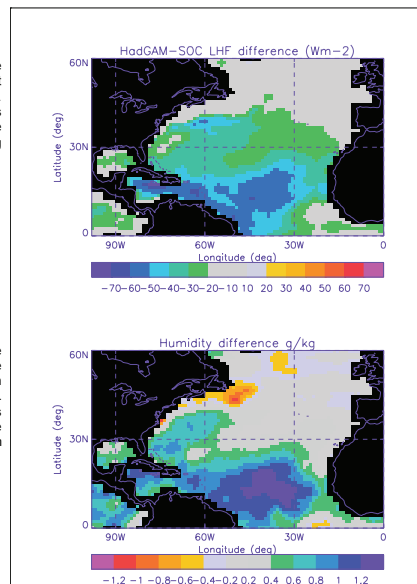 HadGAM-SOC LHF difference (Wm-2)
60N
30N
0
Latitude (deg)
90W 60W 30W 0
Longitude (deg)
-70-60-50-40-30-20-10 10 20 30 40 50 60 70
Humidity difference g/kg
60N
30N
0
Latitude (deg)
90W 60W 30W 0
Longitude (deg)
-1.2 -1 -0.8-0.6-0.4-0.2 0.2 0.4 0.6 0.8 1 1.2